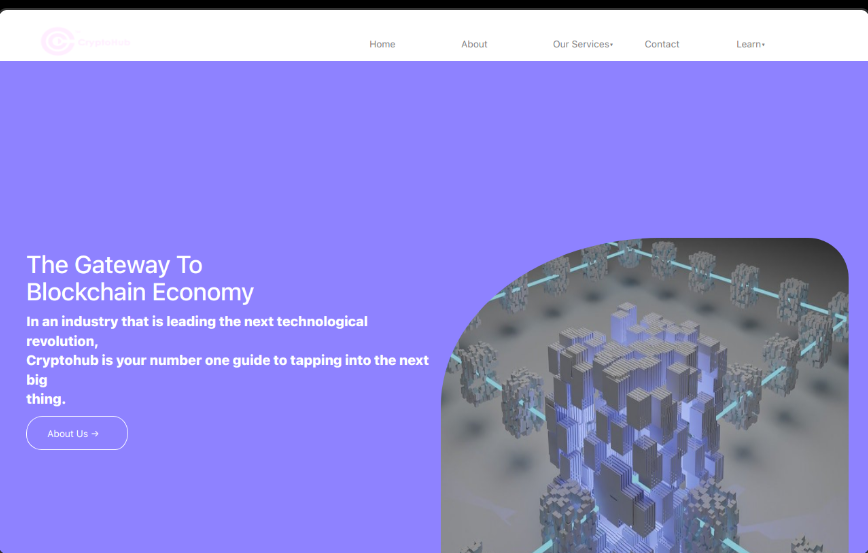 Cryptohub
Home About Our Services▾ Contact Learn▾
The Gateway To
Blockchain Economy
In an industry that is leading the next technological
revolution,
Cryptohub is your number one guide to tapping into the next
big
thing.
About Us →